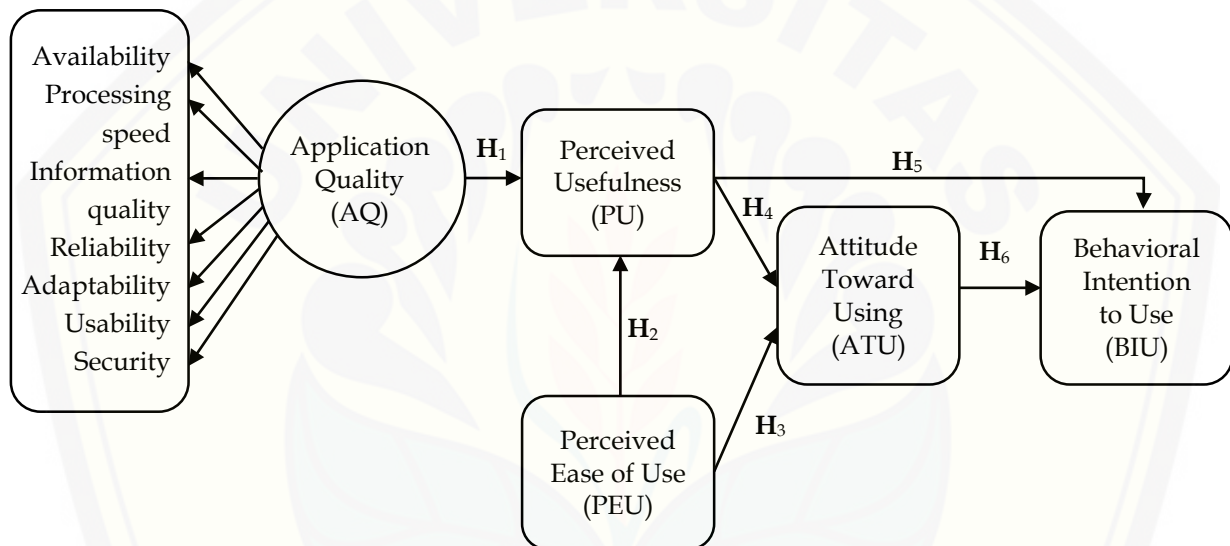 Availability
Processing
speed
Information
quality
Reliability
Adaptability
Usability
Security
Application
Quality
(AQ)
H₁
Perceived
Usefulness
(PU)
H₅
H₄
Attitude
Toward
Using
(ATU)
H₆
Behavioral
Intention
to Use
(BIU)
H₂
H₃
Perceived
Ease of Use
(PEU)
UNIVERSITAS